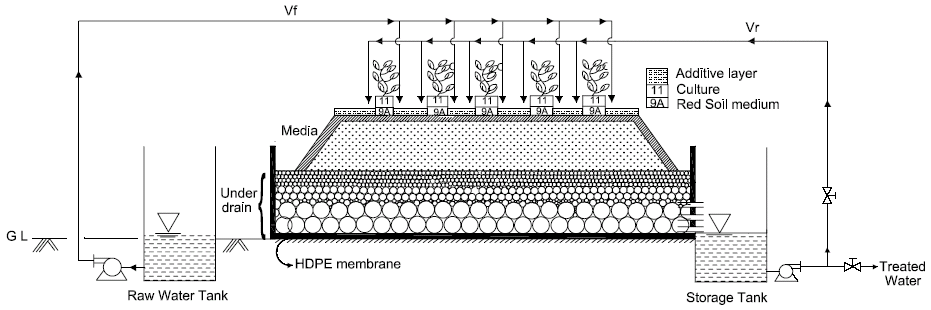 Vf
Vr
Additive layer
11 Culture
9A Red Soil medium
11 11 11 11 11
9A 9A 9A 9A 9A
Media
Under
drain
G L
HDPE membrane
Raw Water Tank
Storage Tank
Treated
Water